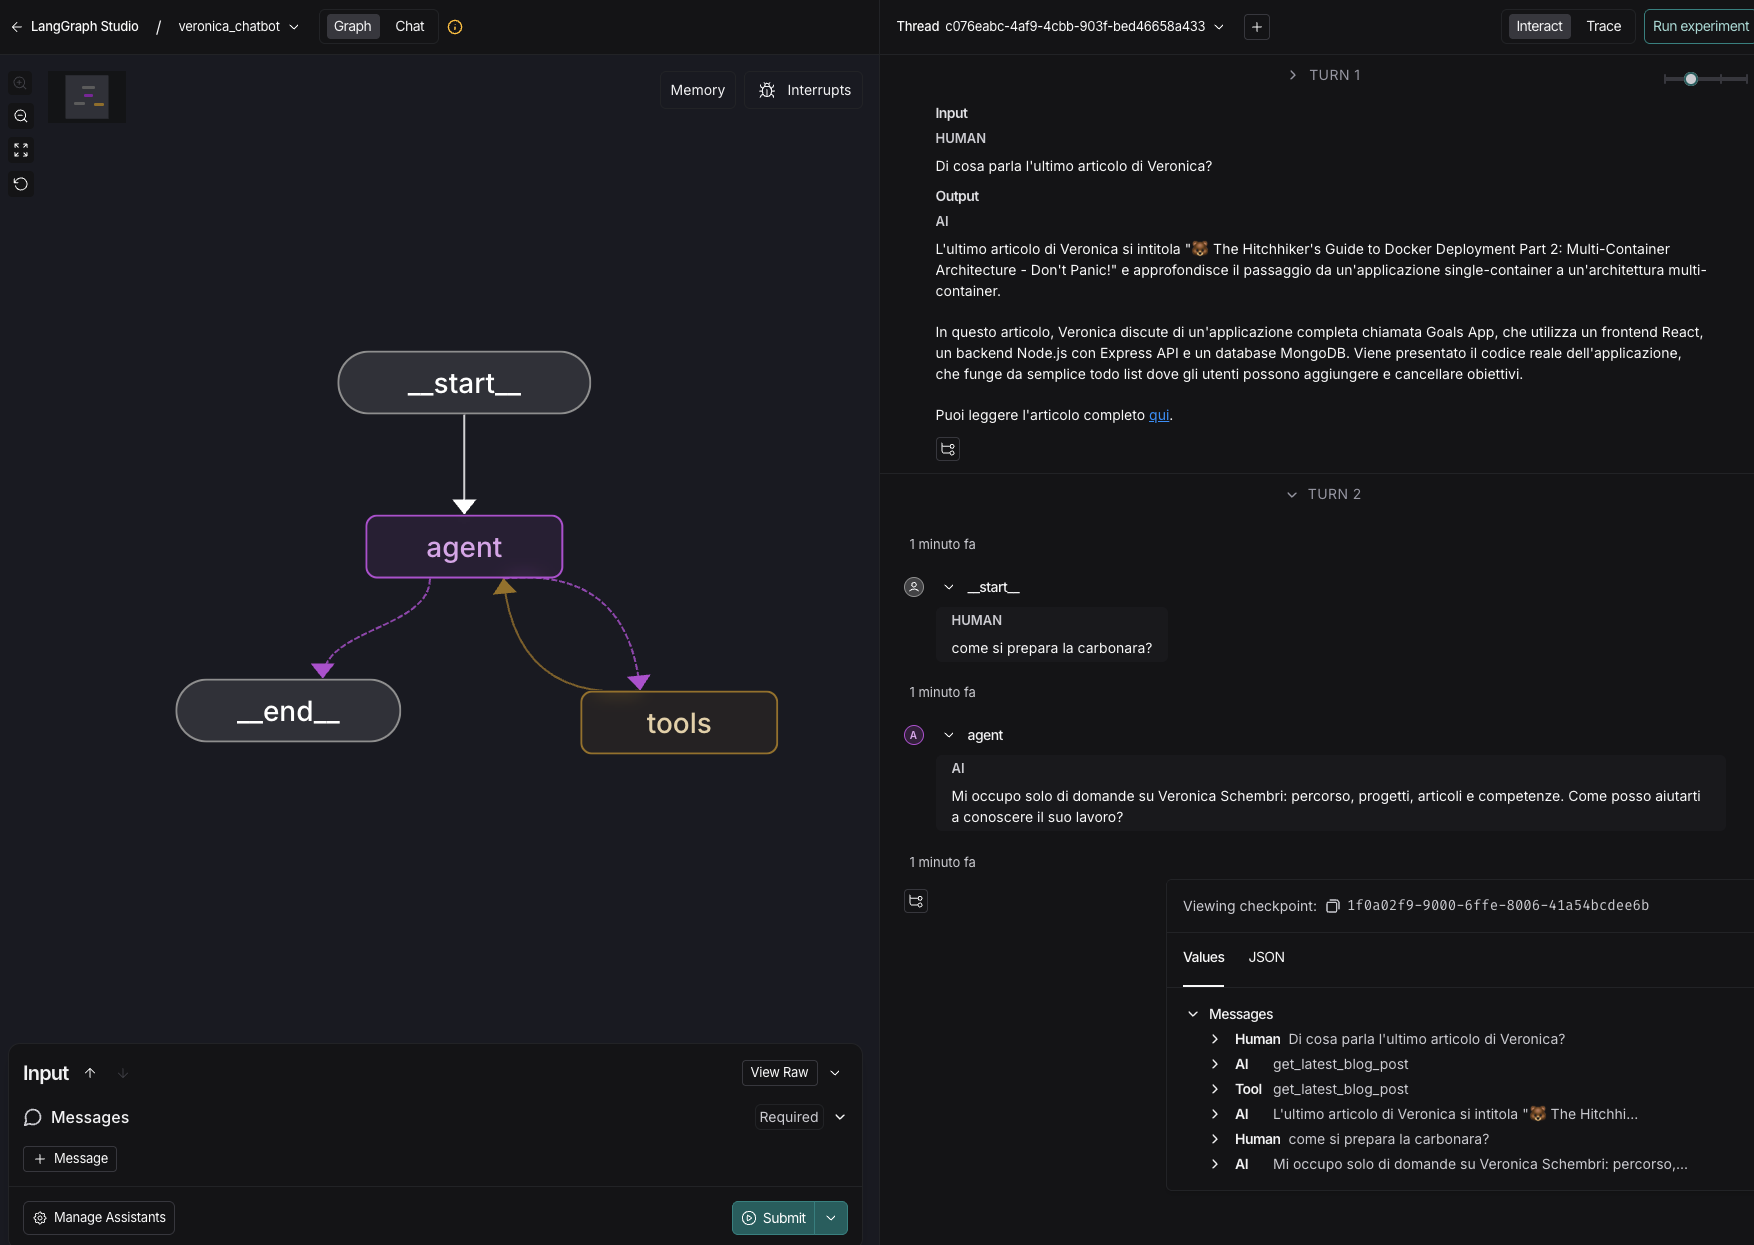 LangGraph Studio / veronica_chatbot Graph Chat
Memory Interrupts
__start__
agent
__end__
tools
Input View Raw
Messages Required
+ Message
Manage Assistants Submit
Thread c076eabc-4af9-4cbb-903f-bed46658a433 + Interact Trace Run experiment
TURN 1
Input
HUMAN
Di cosa parla l'ultimo articolo di Veronica?
Output
AI
L'ultimo articolo di Veronica si intitola "🐻 The Hitchhiker's Guide to Docker Deployment Part 2: Multi-Container
Architecture - Don't Panic!" e approfondisce il passaggio da un'applicazione single-container a un'architettura multi-
container.
In questo articolo, Veronica discute di un'applicazione completa chiamata Goals App, che utilizza un frontend React,
un backend Node.js con Express API e un database MongoDB. Viene presentato il codice reale dell'applicazione,
che funge da semplice todo list dove gli utenti possono aggiungere e cancellare obiettivi.
Puoi leggere l'articolo completo qui.
TURN 2
1 minuto fa
__start__
HUMAN
come si prepara la carbonara?
1 minuto fa
A agent
AI
Mi occupo solo di domande su Veronica Schembri: percorso, progetti, articoli e competenze. Come posso aiutarti
a conoscere il suo lavoro?
1 minuto fa
Viewing checkpoint: 1f0a02f9-9000-6ffe-8006-41a54bcdee6b
Values JSON
Messages
Human Di cosa parla l'ultimo articolo di Veronica?
AI get_latest_blog_post
Tool get_latest_blog_post
AI L'ultimo articolo di Veronica si intitola "🐻 The Hitchhi...
Human come si prepara la carbonara?
AI Mi occupo solo di domande su Veronica Schembri: percorso,...